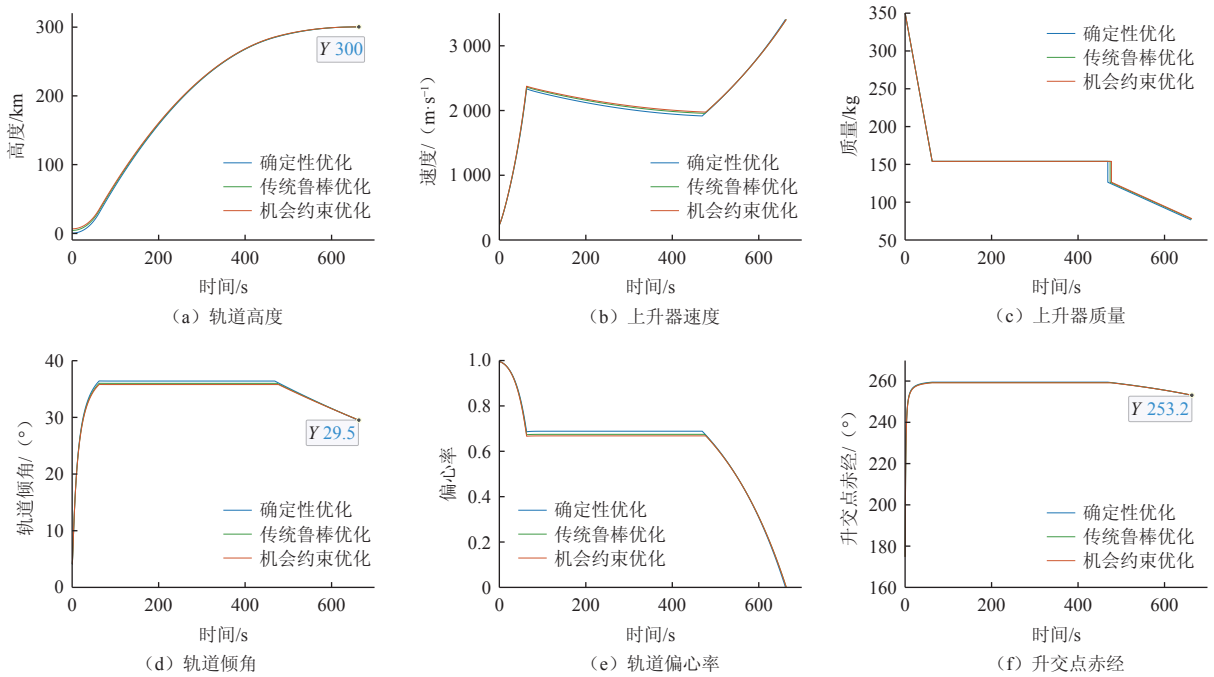 300
200
100
0
高度/km
Y 300
确定性优化
传统鲁棒优化
机会约束优化
0
200
400
600
时间/s
（a）轨道高度
3 000
2 000
1 000
0
速度/（m·s⁻¹）
确定性优化
传统鲁棒优化
机会约束优化
0
200
400
600
时间/s
（b）上升器速度
350
300
250
200
150
100
50
质量/kg
确定性优化
传统鲁棒优化
机会约束优化
0
200
400
600
时间/s
（c）上升器质量
40
30
20
10
0
轨道倾角/（°）
Y 29.5
确定性优化
传统鲁棒优化
机会约束优化
0
200
400
600
时间/s
（d）轨道倾角
1.0
0.8
0.6
0.4
0.2
0
偏心率
确定性优化
传统鲁棒优化
机会约束优化
0
200
400
600
时间/s
（e）轨道偏心率
260
240
220
200
180
160
升交点赤经/（°）
Y 253.2
确定性优化
传统鲁棒优化
机会约束优化
0
200
400
600
时间/s
（f）升交点赤经